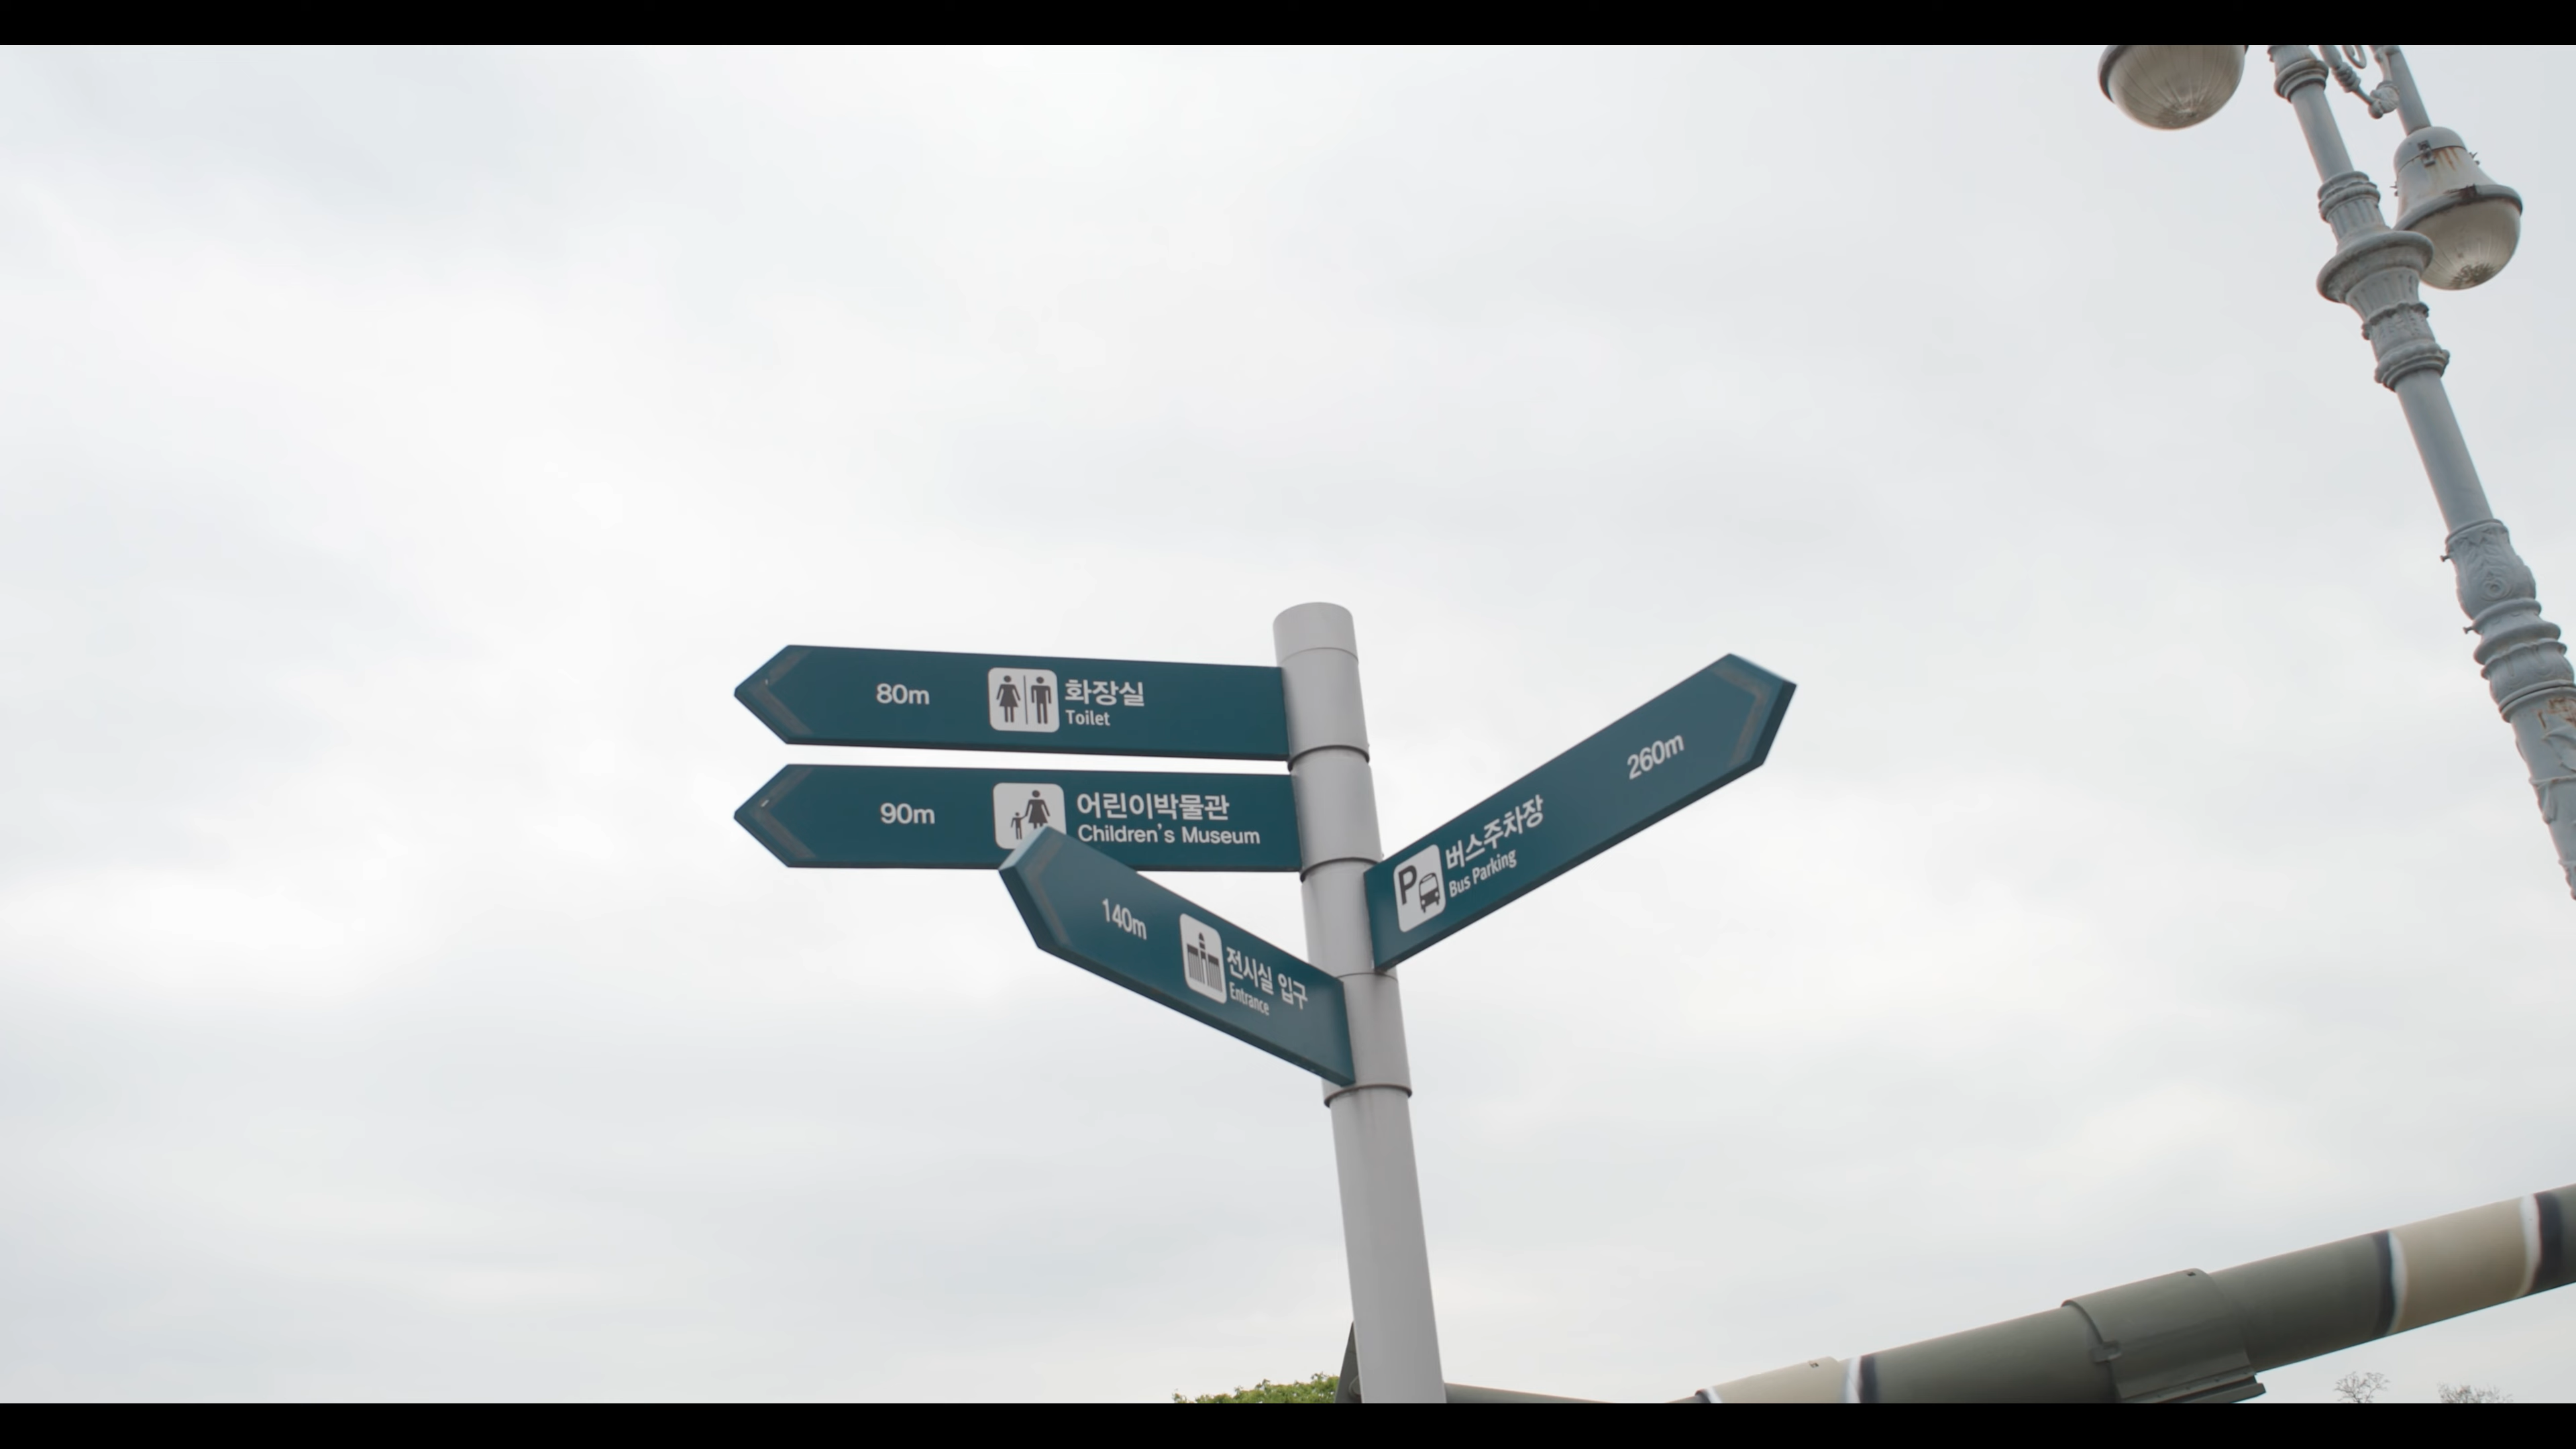 80m
화장실
Toilet
90m
어린이박물관
Children's Museum
260m
P
버스주차장
Bus Parking
140m
전시실 입구
Entrance